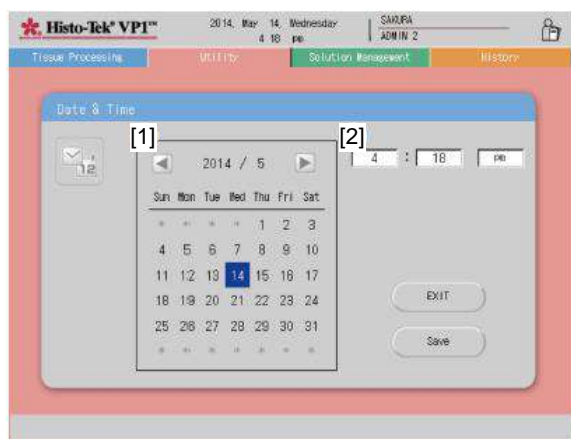 Histo-Tek® VP1™
2014. May 14. Wednesday
4 18 pm
SAKURA
ADMIN 2
Tissue Processing
Utility
Solution Management
History
Date & Time
[1]
[2]
12
2014 / 5
4 : 18 pm
Sun Mon Tue Wed Thu Fri Sat
* * * * 1 2 3
4 5 6 7 8 9 10
11 12 13 14 15 16 17
18 19 20 21 22 23 24
25 26 27 28 29 30 31
* * * * * * *
EXIT
Save